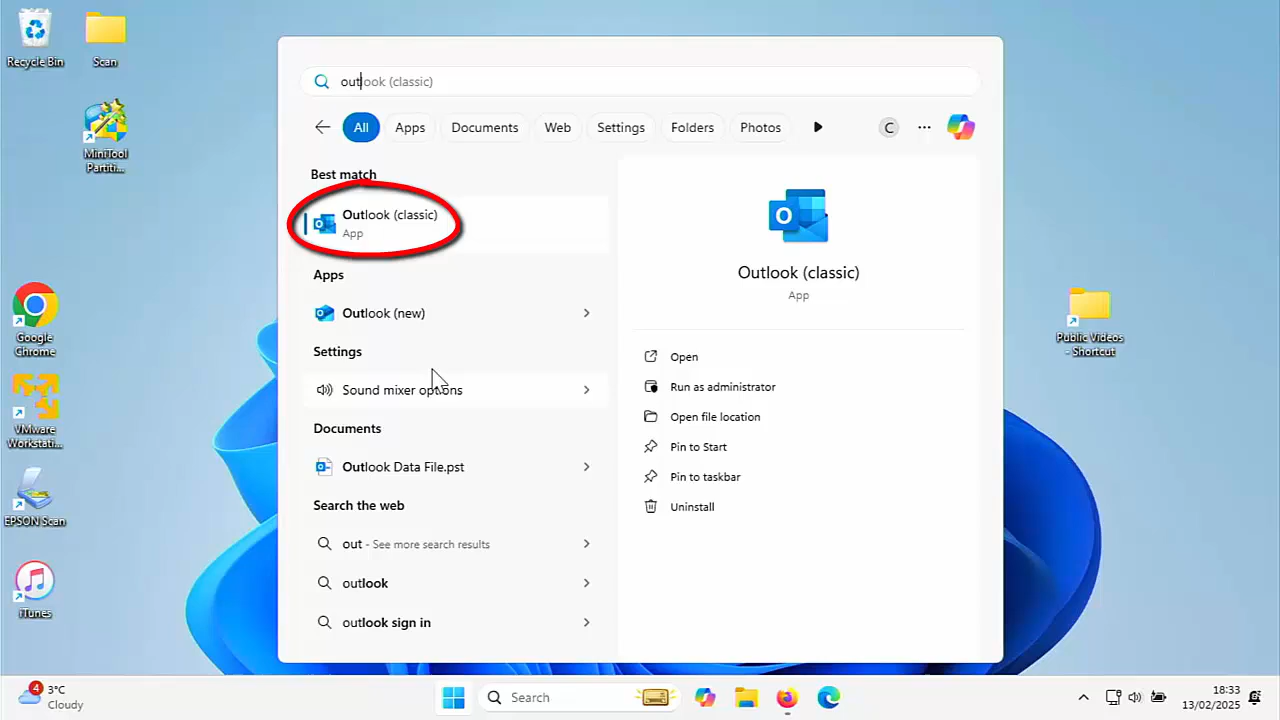 Recycle Bin
Scan
MiniTool
Partiti...
Google
Chrome
VMware
Workstati...
EPSON Scan
iTunes
outlook (classic)
All
Apps
Documents
Web
Settings
Folders
Photos
C
Best match
Outlook (classic)
App
Apps
Outlook (new)
Settings
Sound mixer options
Documents
Outlook Data File.pst
Search the web
out - See more search results
outlook
outlook sign in
Outlook (classic)
App
Open
Run as administrator
Open file location
Pin to Start
Pin to taskbar
Uninstall
Public Videos
- Shortcut
4
3°C
Cloudy
Search
18:33
13/02/2025